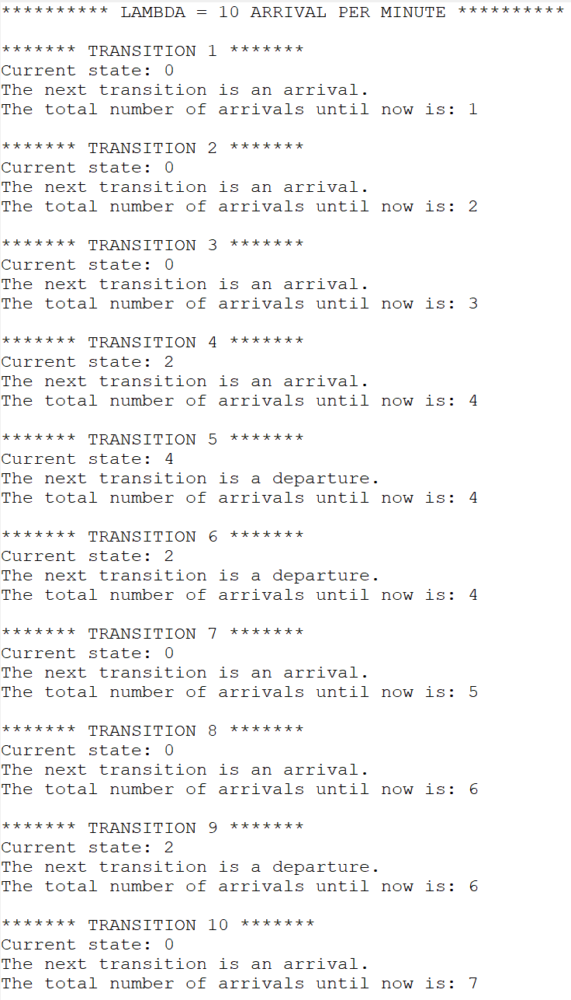 ********** LAMBDA = 10 ARRIVAL PER MINUTE **********
******* TRANSITION 1 *******
Current state: 0
The next transition is an arrival.
The total number of arrivals until now is: 1
******* TRANSITION 2 *******
Current state: 0
The next transition is an arrival.
The total number of arrivals until now is: 2
******* TRANSITION 3 *******
Current state: 0
The next transition is an arrival.
The total number of arrivals until now is: 3
******* TRANSITION 4 *******
Current state: 2
The next transition is an arrival.
The total number of arrivals until now is: 4
******* TRANSITION 5 *******
Current state: 4
The next transition is a departure.
The total number of arrivals until now is: 4
******* TRANSITION 6 *******
Current state: 2
The next transition is a departure.
The total number of arrivals until now is: 4
******* TRANSITION 7 *******
Current state: 0
The next transition is an arrival.
The total number of arrivals until now is: 5
******* TRANSITION 8 *******
Current state: 0
The next transition is an arrival.
The total number of arrivals until now is: 6
******* TRANSITION 9 *******
Current state: 2
The next transition is a departure.
The total number of arrivals until now is: 6
******* TRANSITION 10 *******
Current state: 0
The next transition is an arrival.
The total number of arrivals until now is: 7